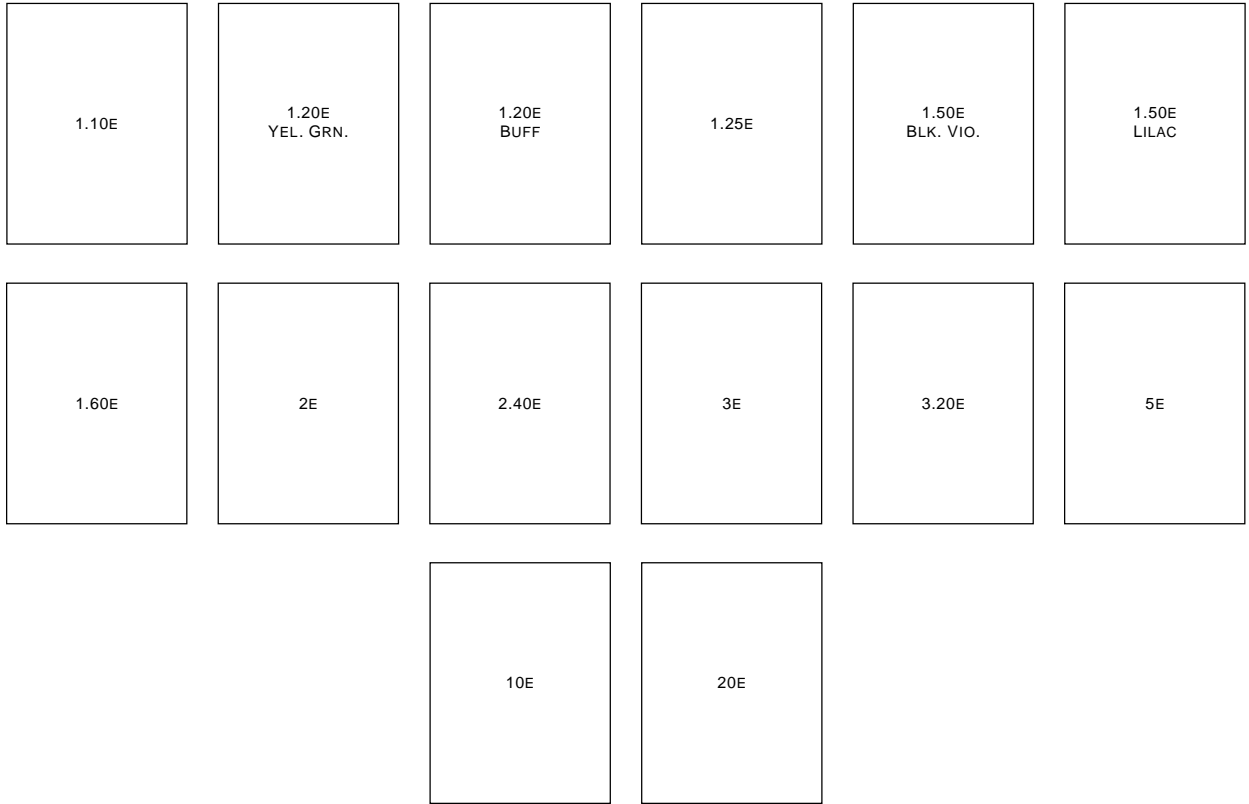 1.10E
1.20E
YEL. GRN.
1.20E
BUFF
1.25E
1.50E
BLK. VIO.
1.50E
LILAC
1.60E
2E
2.40E
3E
3.20E
5E
10E
20E